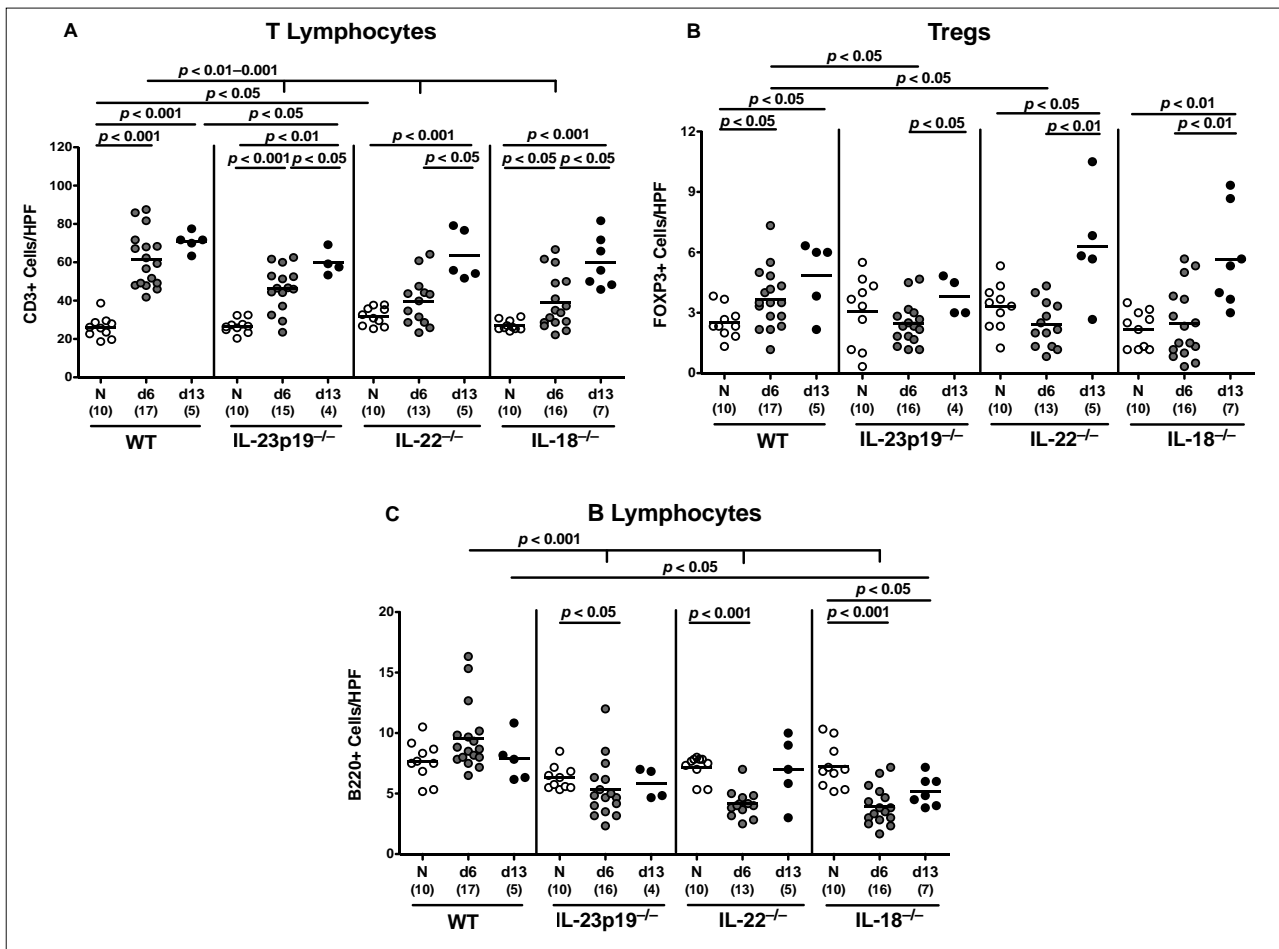 A
T Lymphocytes
p < 0.01–0.001
p < 0.05
p < 0.001
p < 0.05
p < 0.001
p < 0.01
p < 0.001
p < 0.05
p < 0.001
p < 0.05
p < 0.001
p < 0.05
p < 0.05
CD3+ Cells/HPF
120
100
80
60
40
20
0
N d6 d13 N d6 d13 N d6 d13 N d6 d13
(10) (17) (5) (10) (15) (4) (10) (13) (5) (10) (16) (7)
WT IL-23p19–/– IL-22–/– IL-18–/–
B
Tregs
p < 0.05
p < 0.05
p < 0.05
p < 0.05
p < 0.05
p < 0.05
p < 0.01
p < 0.01
p < 0.01
FOXP3+ Cells/HPF
12
9
6
3
0
N d6 d13 N d6 d13 N d6 d13 N d6 d13
(10) (17) (5) (10) (16) (4) (10) (13) (5) (10) (16) (7)
WT IL-23p19–/– IL-22–/– IL-18–/–
C
B Lymphocytes
p < 0.001
p < 0.05
p < 0.05
p < 0.05
p < 0.001
p < 0.001
B220+ Cells/HPF
20
15
10
5
0
N d6 d13 N d6 d13 N d6 d13 N d6 d13
(10) (17) (5) (10) (16) (4) (10) (13) (5) (10) (16) (7)
WT IL-23p19–/– IL-22–/– IL-18–/–